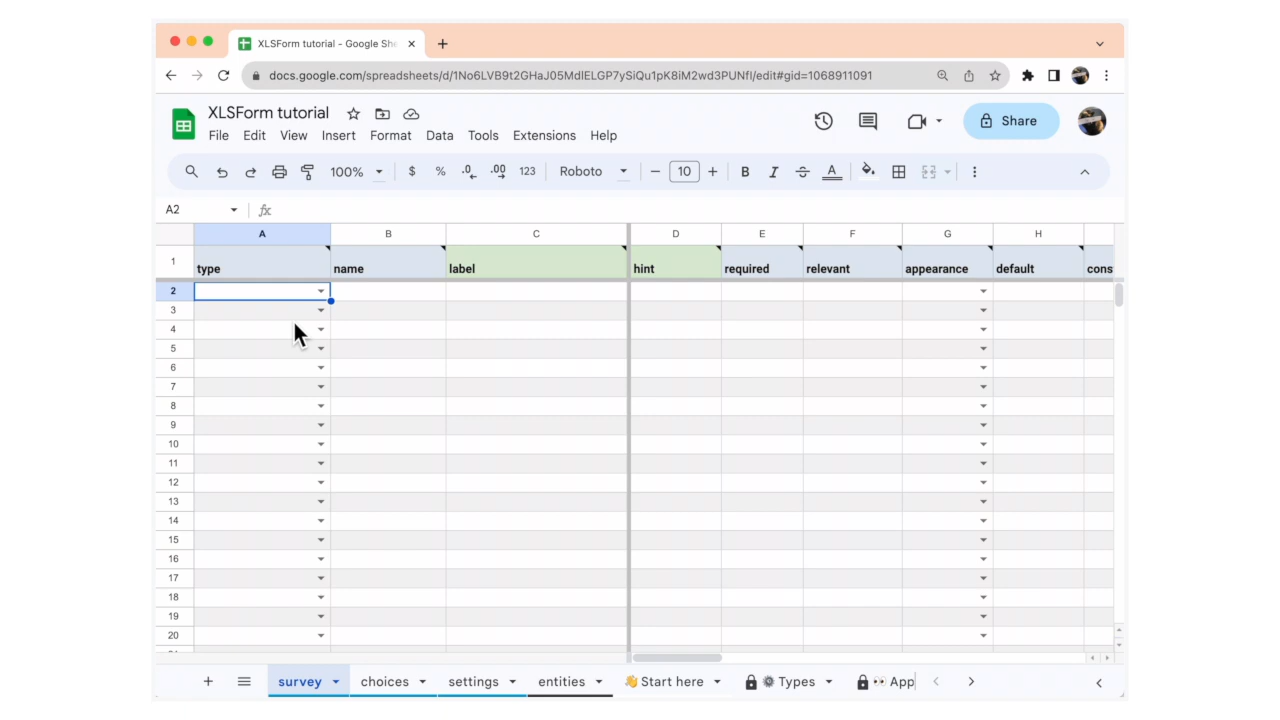 XLSForm tutorial - Google She
docs.google.com/spreadsheets/d/1No6LVB9t2GHaJ05MdIELGP7ySiQu1pK8iM2wd3PUNfI/edit#gid=1068911091
XLSForm tutorial
File Edit View Insert Format Data Tools Extensions Help
Share
100% $ % .0 .00 123 Roboto 10 B I A
A2 fx
A B C D E F G H
1 type name label hint required relevant appearance default cons
2
3
4
5
6
7
8
9
10
11
12
13
14
15
16
17
18
19
20
survey choices settings entities 👋 Start here Types 👀 App